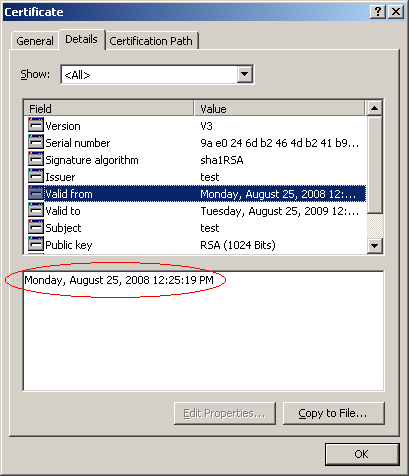 Certificate
General Details Certification Path
Show: <All>
Field Value
Version V3
Serial number 9a e0 24 6d b2 46 4d b2 41 b9...
Signature algorithm sha1RSA
Issuer test
Valid from Monday, August 25, 2008 12:...
Valid to Tuesday, August 25, 2009 12:...
Subject test
Public key RSA (1024 Bits)
Monday, August 25, 2008 12:25:19 PM
Edit Properties...
Copy to File...
OK